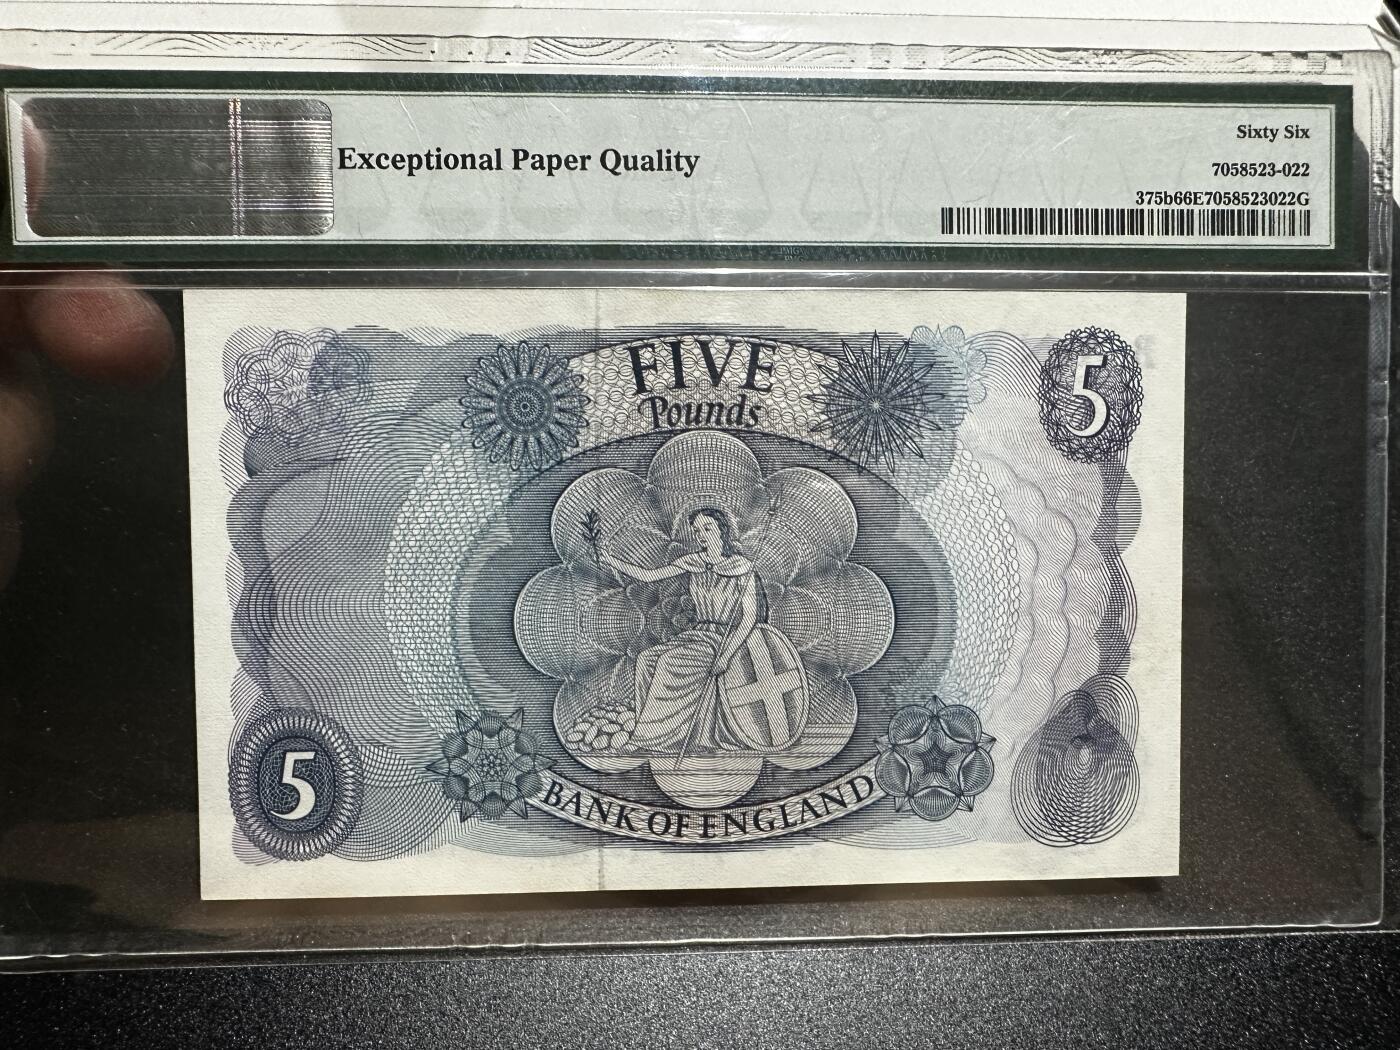 Exceptional Paper Quality
Sixty Six
7058523-022
375b66E7058523022G
FIVE
Pounds
5
5
BANK OF ENGLAND